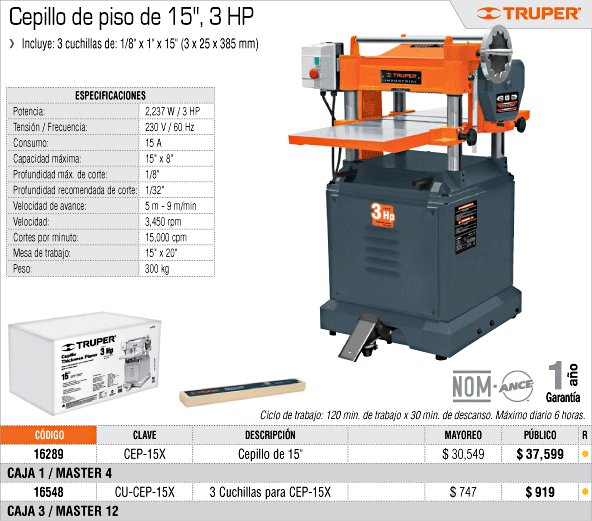 Cepillo de piso de 15", 3 HP
TRUPER®
Incluye: 3 cuchillas de: 1/8" x 1" x 15" (3 x 25 x 385 mm)
ESPECIFICACIONES
Potencia: 2,237 W / 3 HP
Tensión / Frecuencia: 230 V / 60 Hz
Consumo: 15 A
Capacidad máxima: 15" x 8"
Profundidad máx. de corte: 1/8"
Profundidad recomendada de corte: 1/32"
Velocidad de avance: 5 m - 9 m/min
Velocidad: 3,450 rpm
Cortes por minuto: 15,000 cpm
Mesa de trabajo: 15" x 20"
Peso: 300 kg
TRUPER
INDUSTRIAL
3 Hp
TRUPER
Cepillo
Thickness Planer
3 Hp
15"
NOM-ANCE
1 año
Garantía
Ciclo de trabajo: 120 min. de trabajo x 30 min. de descanso. Máximo diario 6 horas.
CÓDIGO CLAVE DESCRIPCIÓN MAYOREO PÚBLICO R
16289 CEP-15X Cepillo de 15" $ 30,549 $ 37,599
CAJA 1 / MASTER 4
16548 CU-CEP-15X 3 Cuchillas para CEP-15X $ 747 $ 919
CAJA 3 / MASTER 12